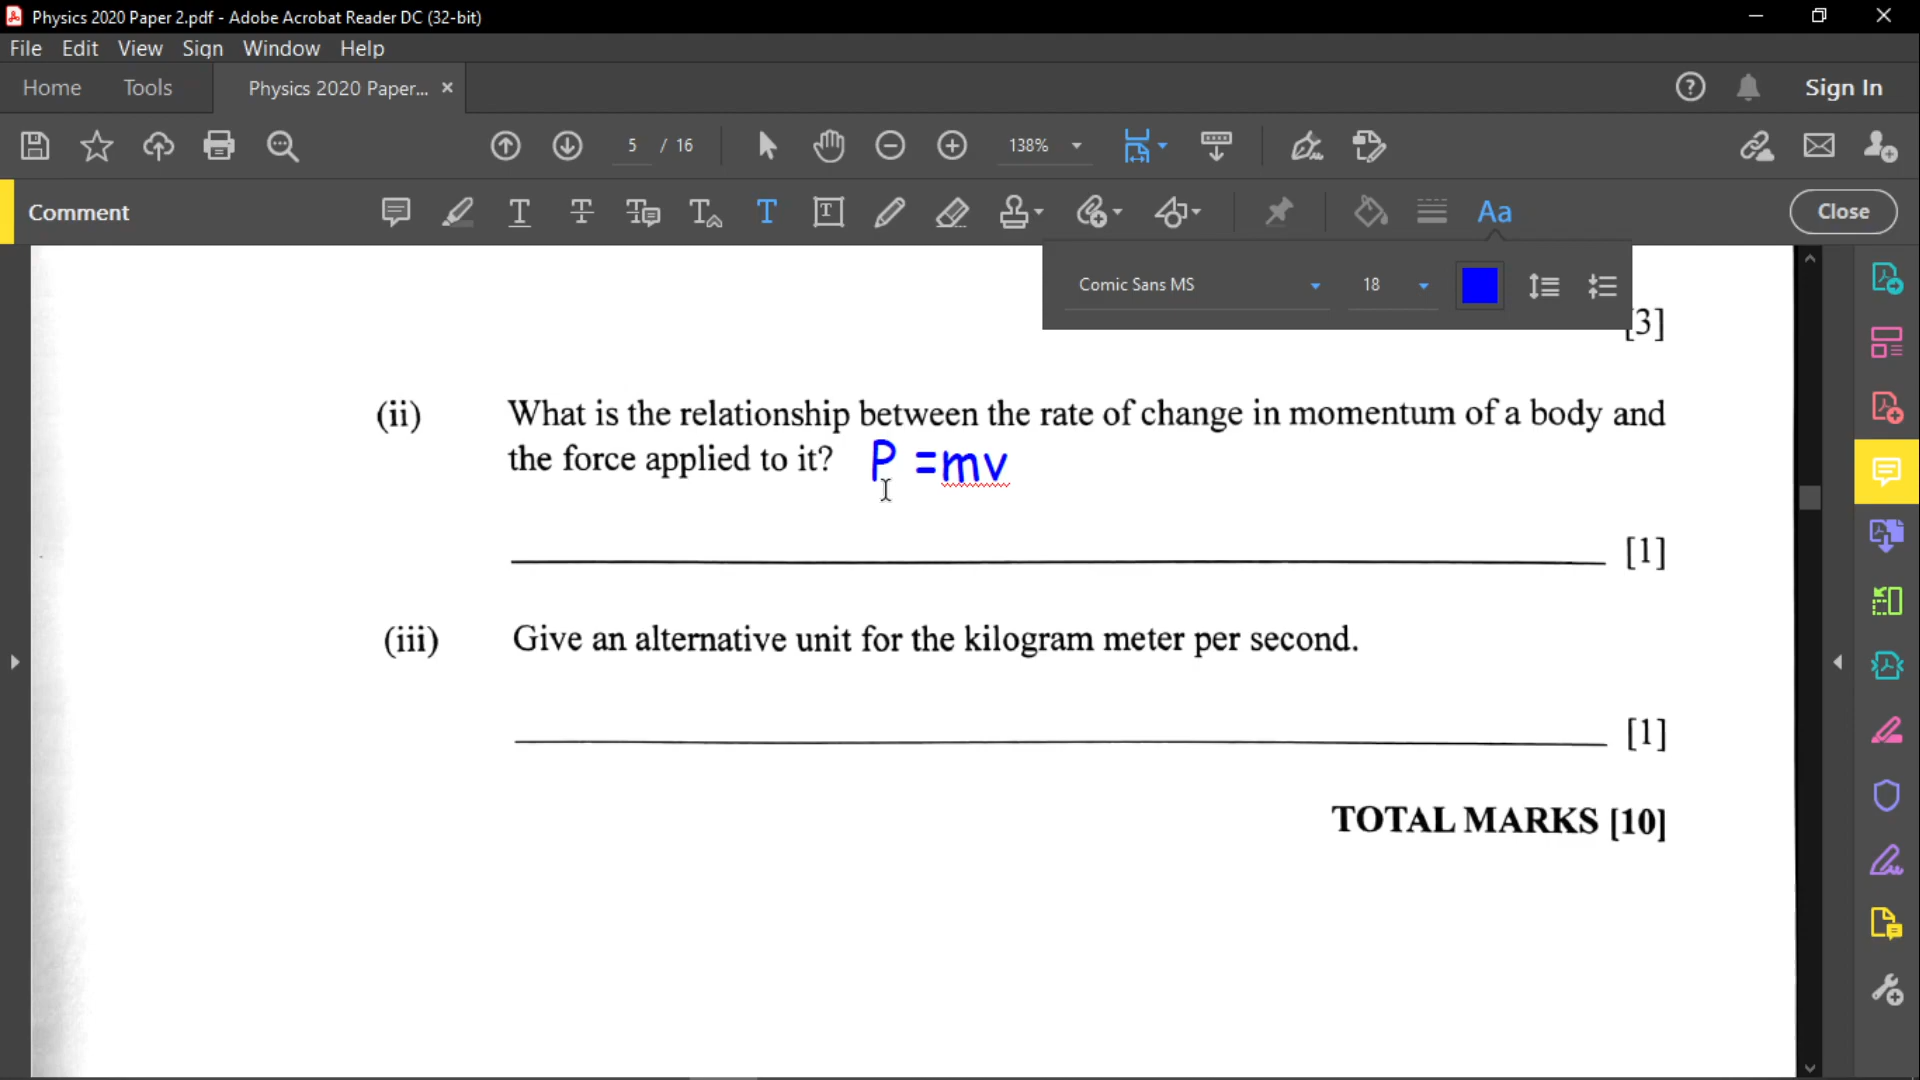 Physics 2020 Paper 2.pdf - Adobe Acrobat Reader DC (32-bit)
File Edit View Sign Window Help
Home Tools Physics 2020 Paper... × Sign In
5 / 16 138%
Comment Close
Comic Sans MS 18
[3]
(ii) What is the relationship between the rate of change in momentum of a body and
the force applied to it? P =mv
[1]
(iii) Give an alternative unit for the kilogram meter per second.
[1]
TOTAL MARKS [10]